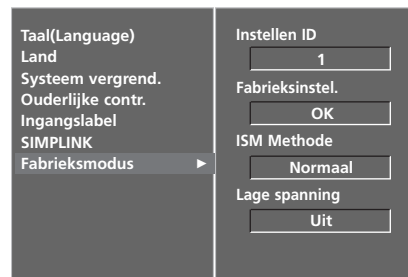 Taal(Language)
Land
Systeem vergrend.
Ouderlijke contr.
Ingangslabel
SIMPLINK
Fabrieksmodus ►
Instellen ID
1
Fabrieksinstel.
OK
ISM Methode
Normaal
Lage spanning
Uit